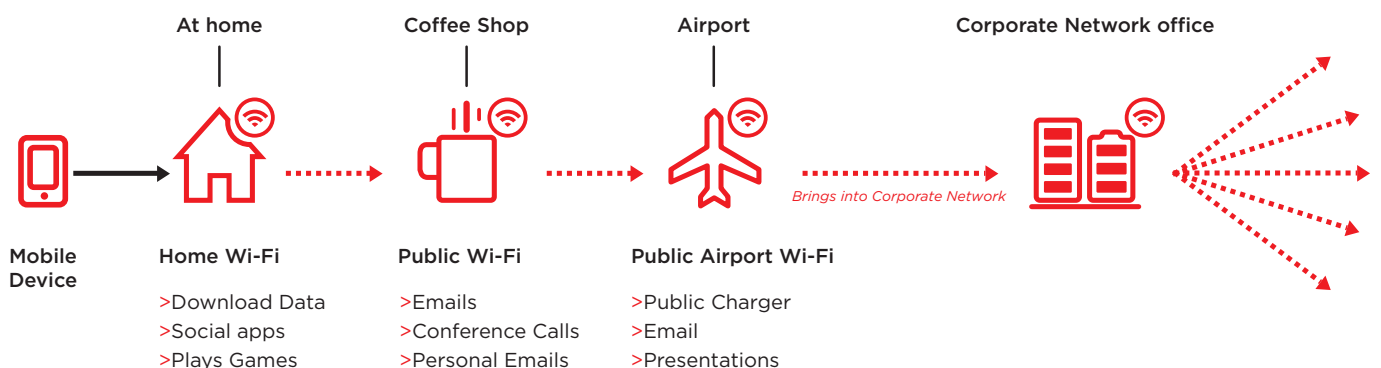 At home
Coffee Shop
Airport
Corporate Network office
Brings into Corporate Network
Mobile
Device
Home Wi-Fi
>Download Data
>Social apps
>Plays Games
Public Wi-Fi
>Emails
>Conference Calls
>Personal Emails
Public Airport Wi-Fi
>Public Charger
>Email
>Presentations